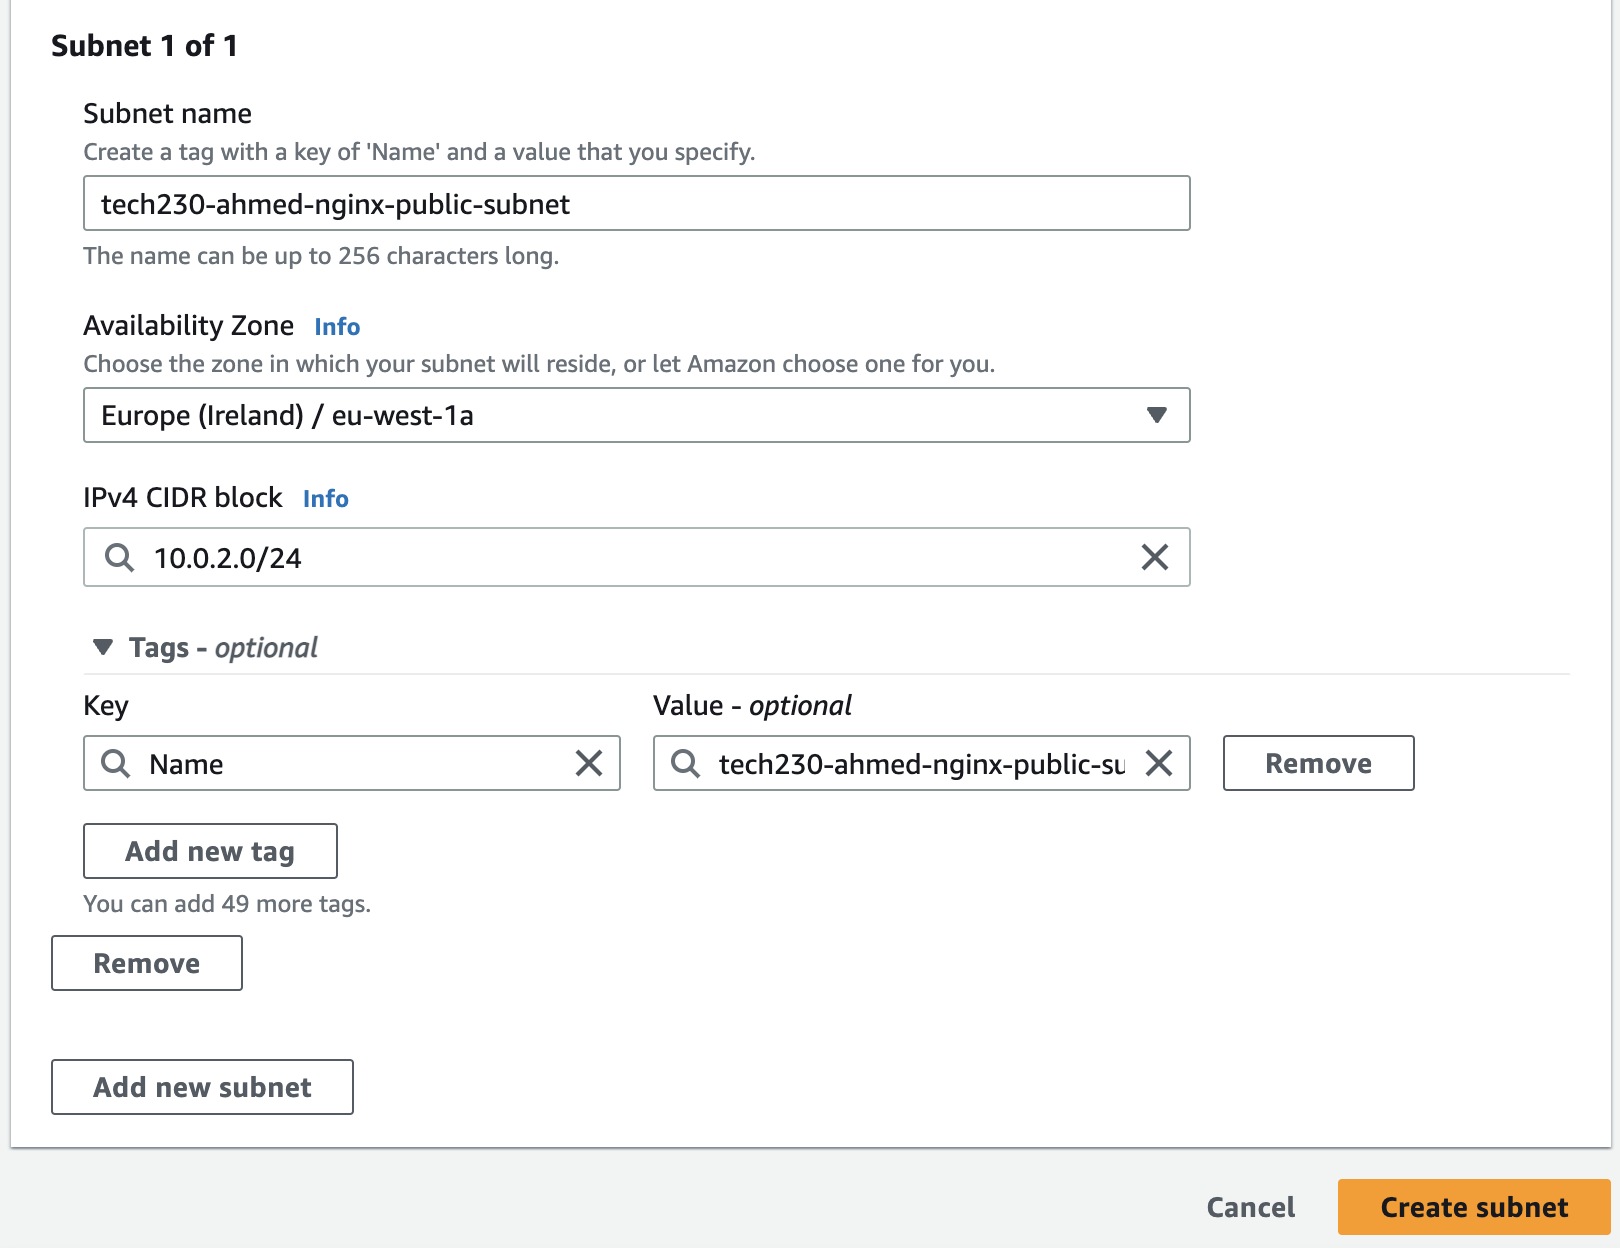 Subnet 1 of 1
Subnet name
Create a tag with a key of 'Name' and a value that you specify.
tech230-ahmed-nginx-public-subnet
The name can be up to 256 characters long.
Availability Zone Info
Choose the zone in which your subnet will reside, or let Amazon choose one for you.
Europe (Ireland) / eu-west-1a
IPv4 CIDR block Info
10.0.2.0/24
Tags - optional
Key Value - optional
Name tech230-ahmed-nginx-public-su Remove
Add new tag
You can add 49 more tags.
Remove
Add new subnet
Cancel Create subnet